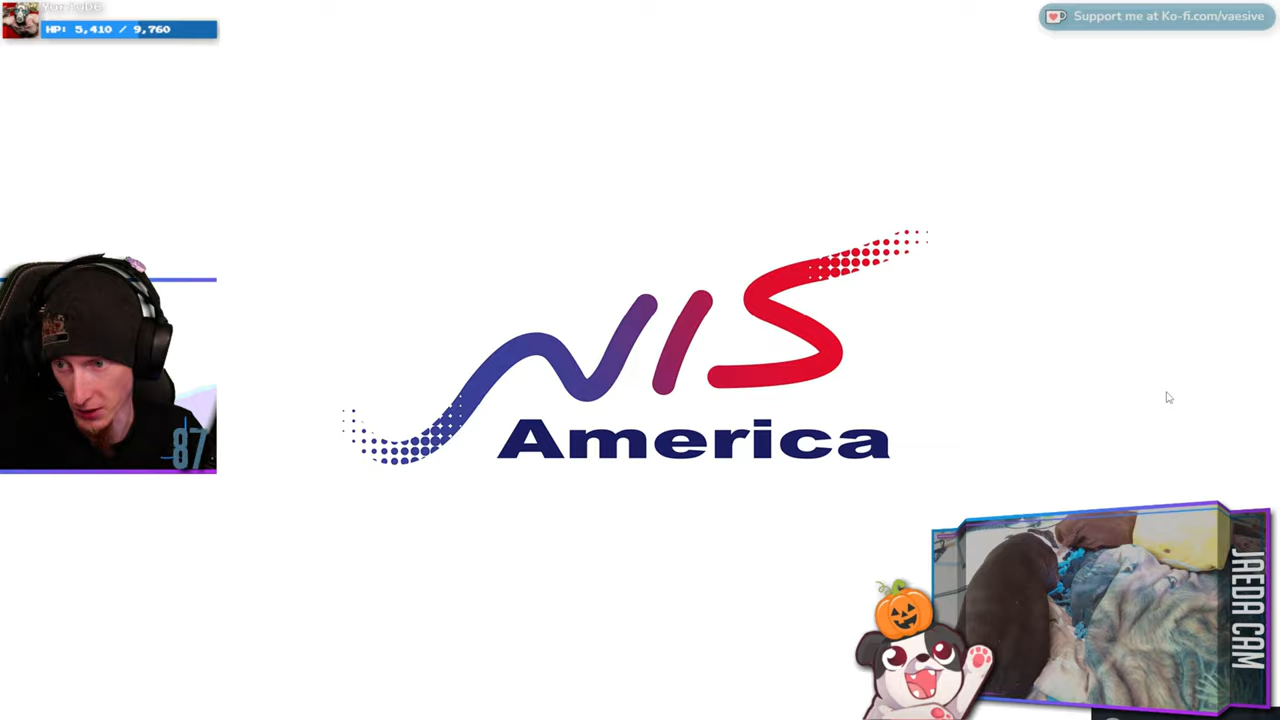 HP: 5,410 / 9,760
Support me at Ko-fi.com/vaesive
NIS
America
87
JAEDA CAM